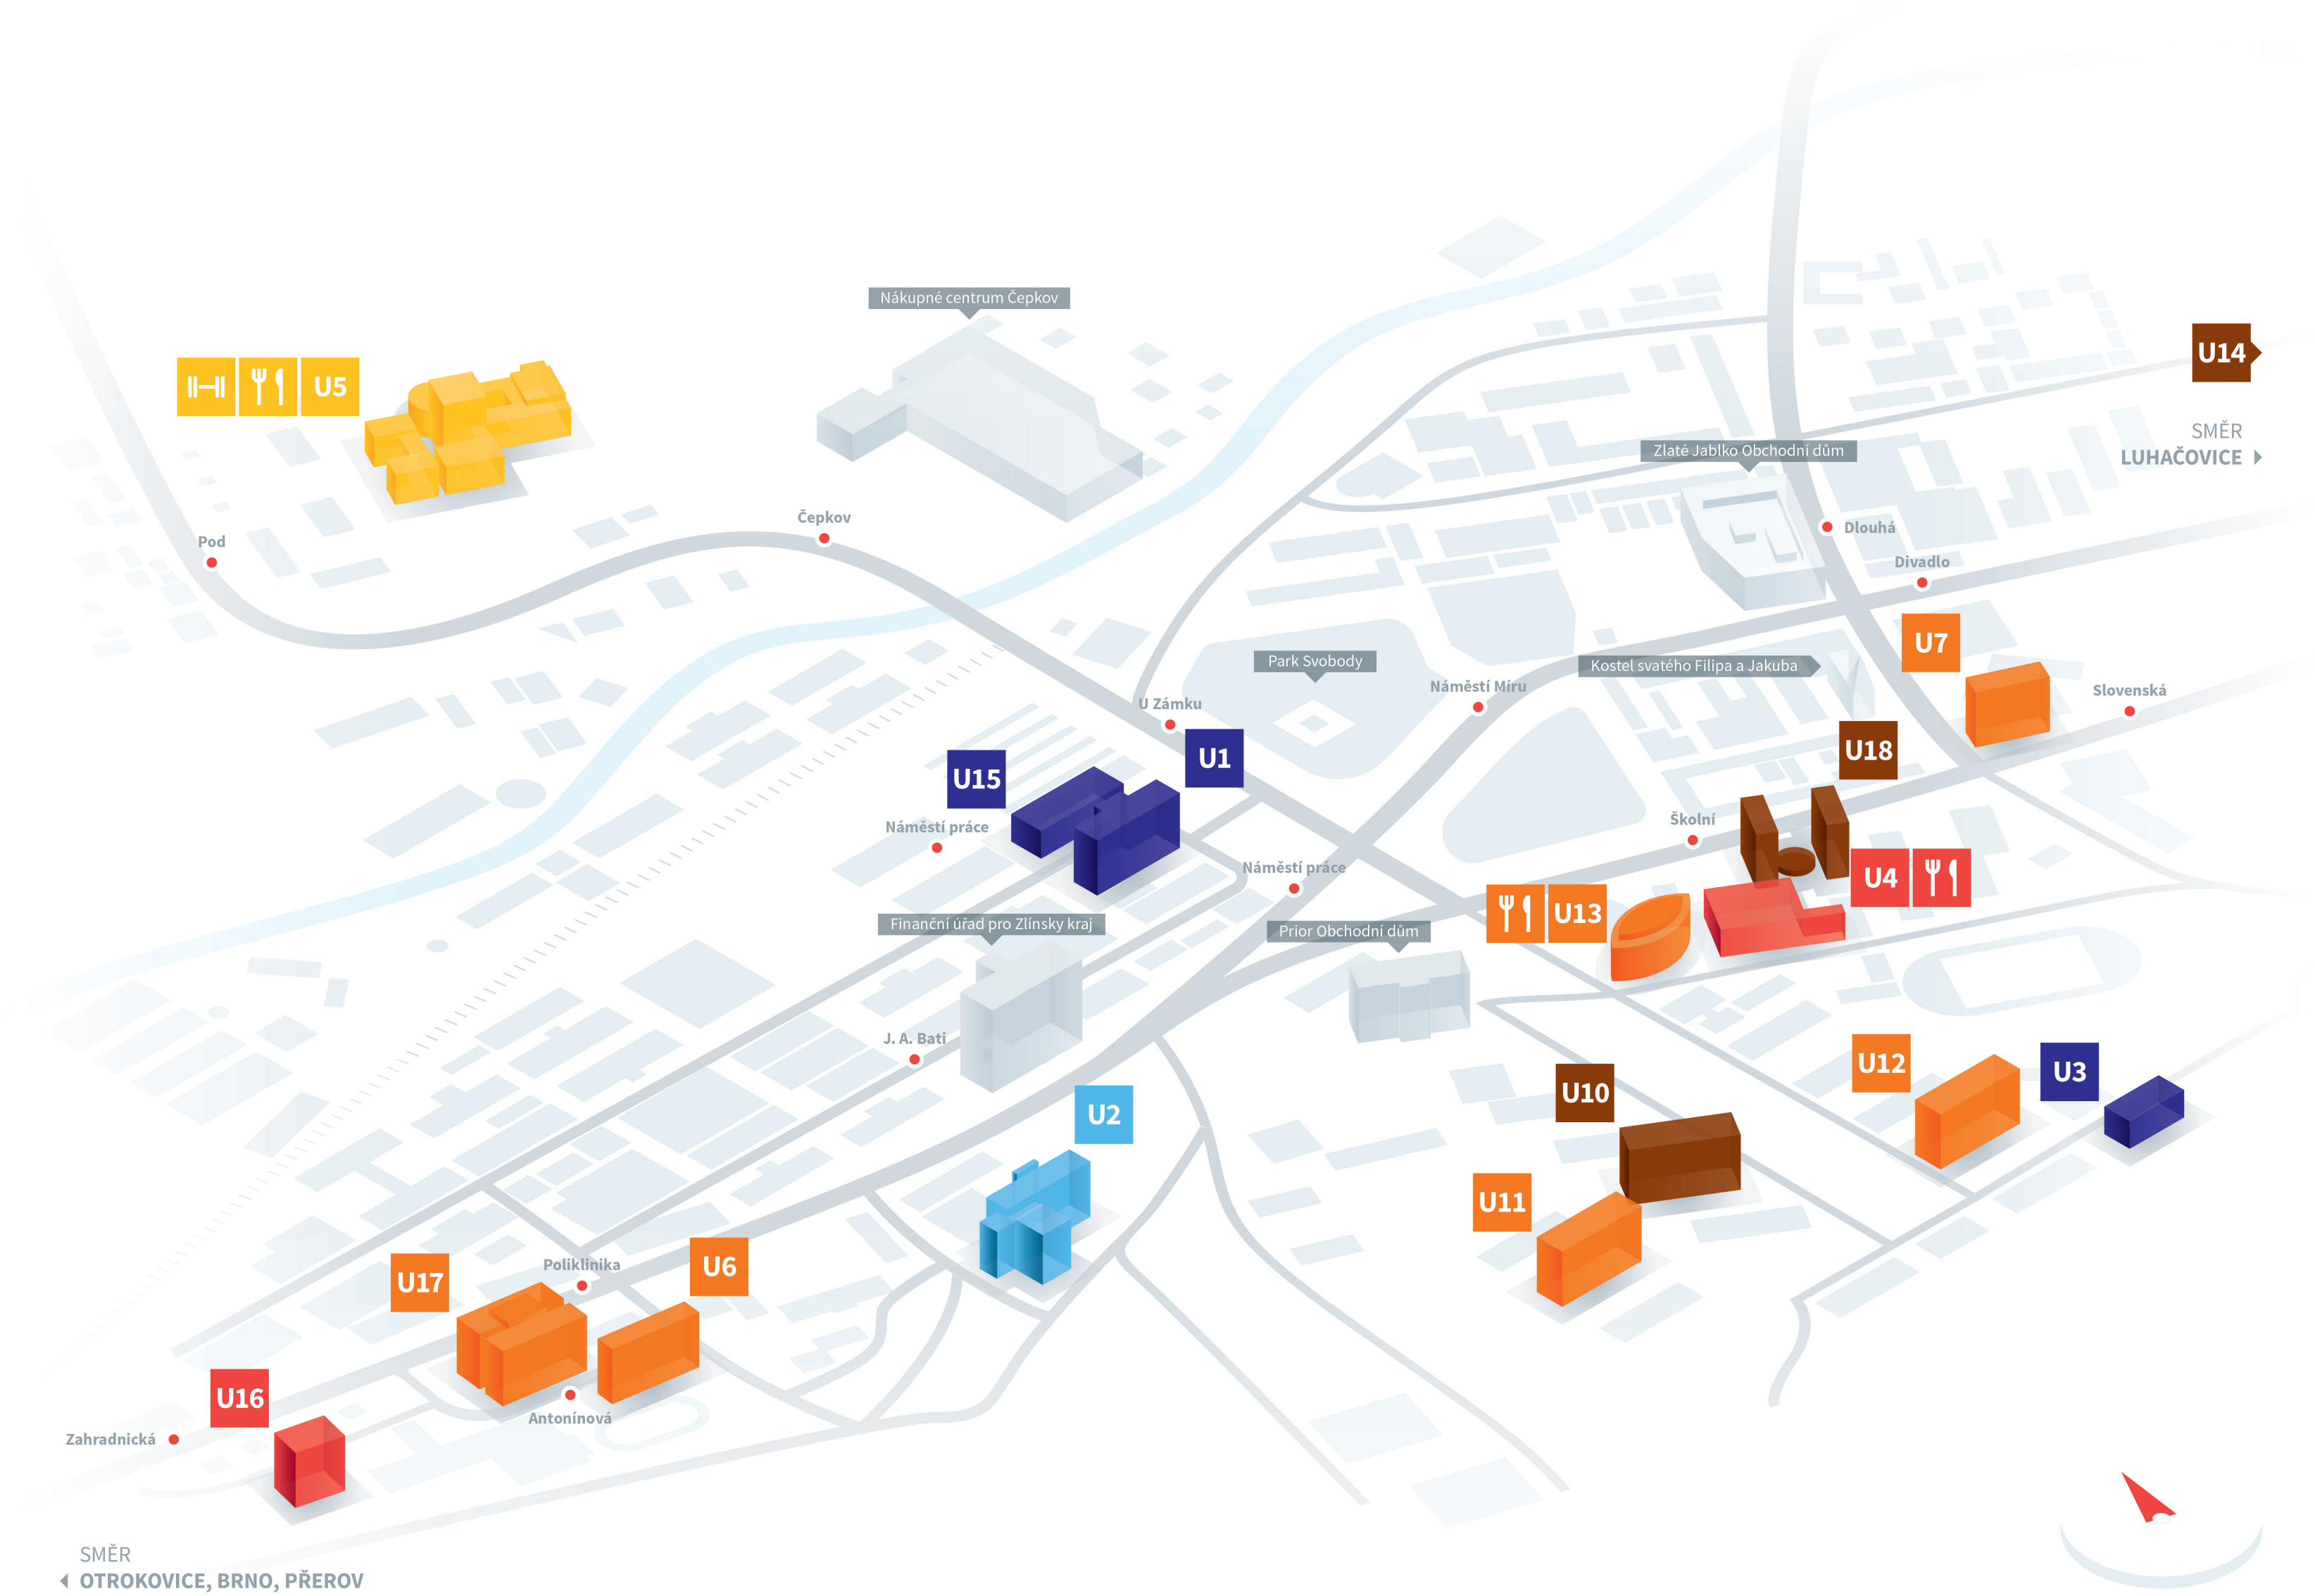 Nákupné centrum Čepkov
U14
U5
SMĚR
LUHAČOVICE
Zlaté Jablko Obchodní dům
Čepkov
Dlouhá
Pod
Divadlo
U7
Park Svobody
Kostel svatého Filipa a Jakuba
Náměstí Míru
Slovenská
U Zámku
U18
U1
U15
Školní
Náměstí práce
Náměstí práce
U4
U13
Finanční úřad pro Zlínsky kraj
Prior Obchodní dům
J. A. Bati
U12
U3
U10
U2
U11
Poliklinika
U6
U17
U16
Antonínová
Zahradnická
SMĚR
OTROKOVICE, BRNO, PŘEROV